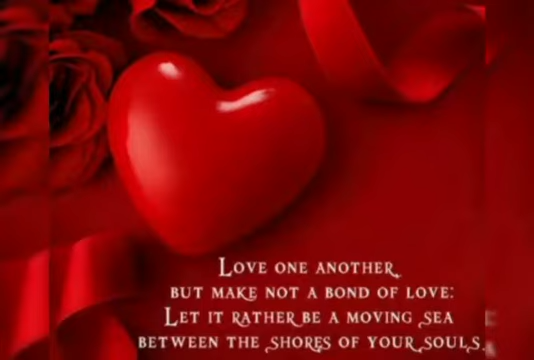 Love one another,
but make not a bond of love:
Let it rather be a moving sea
between the shores of your souls.